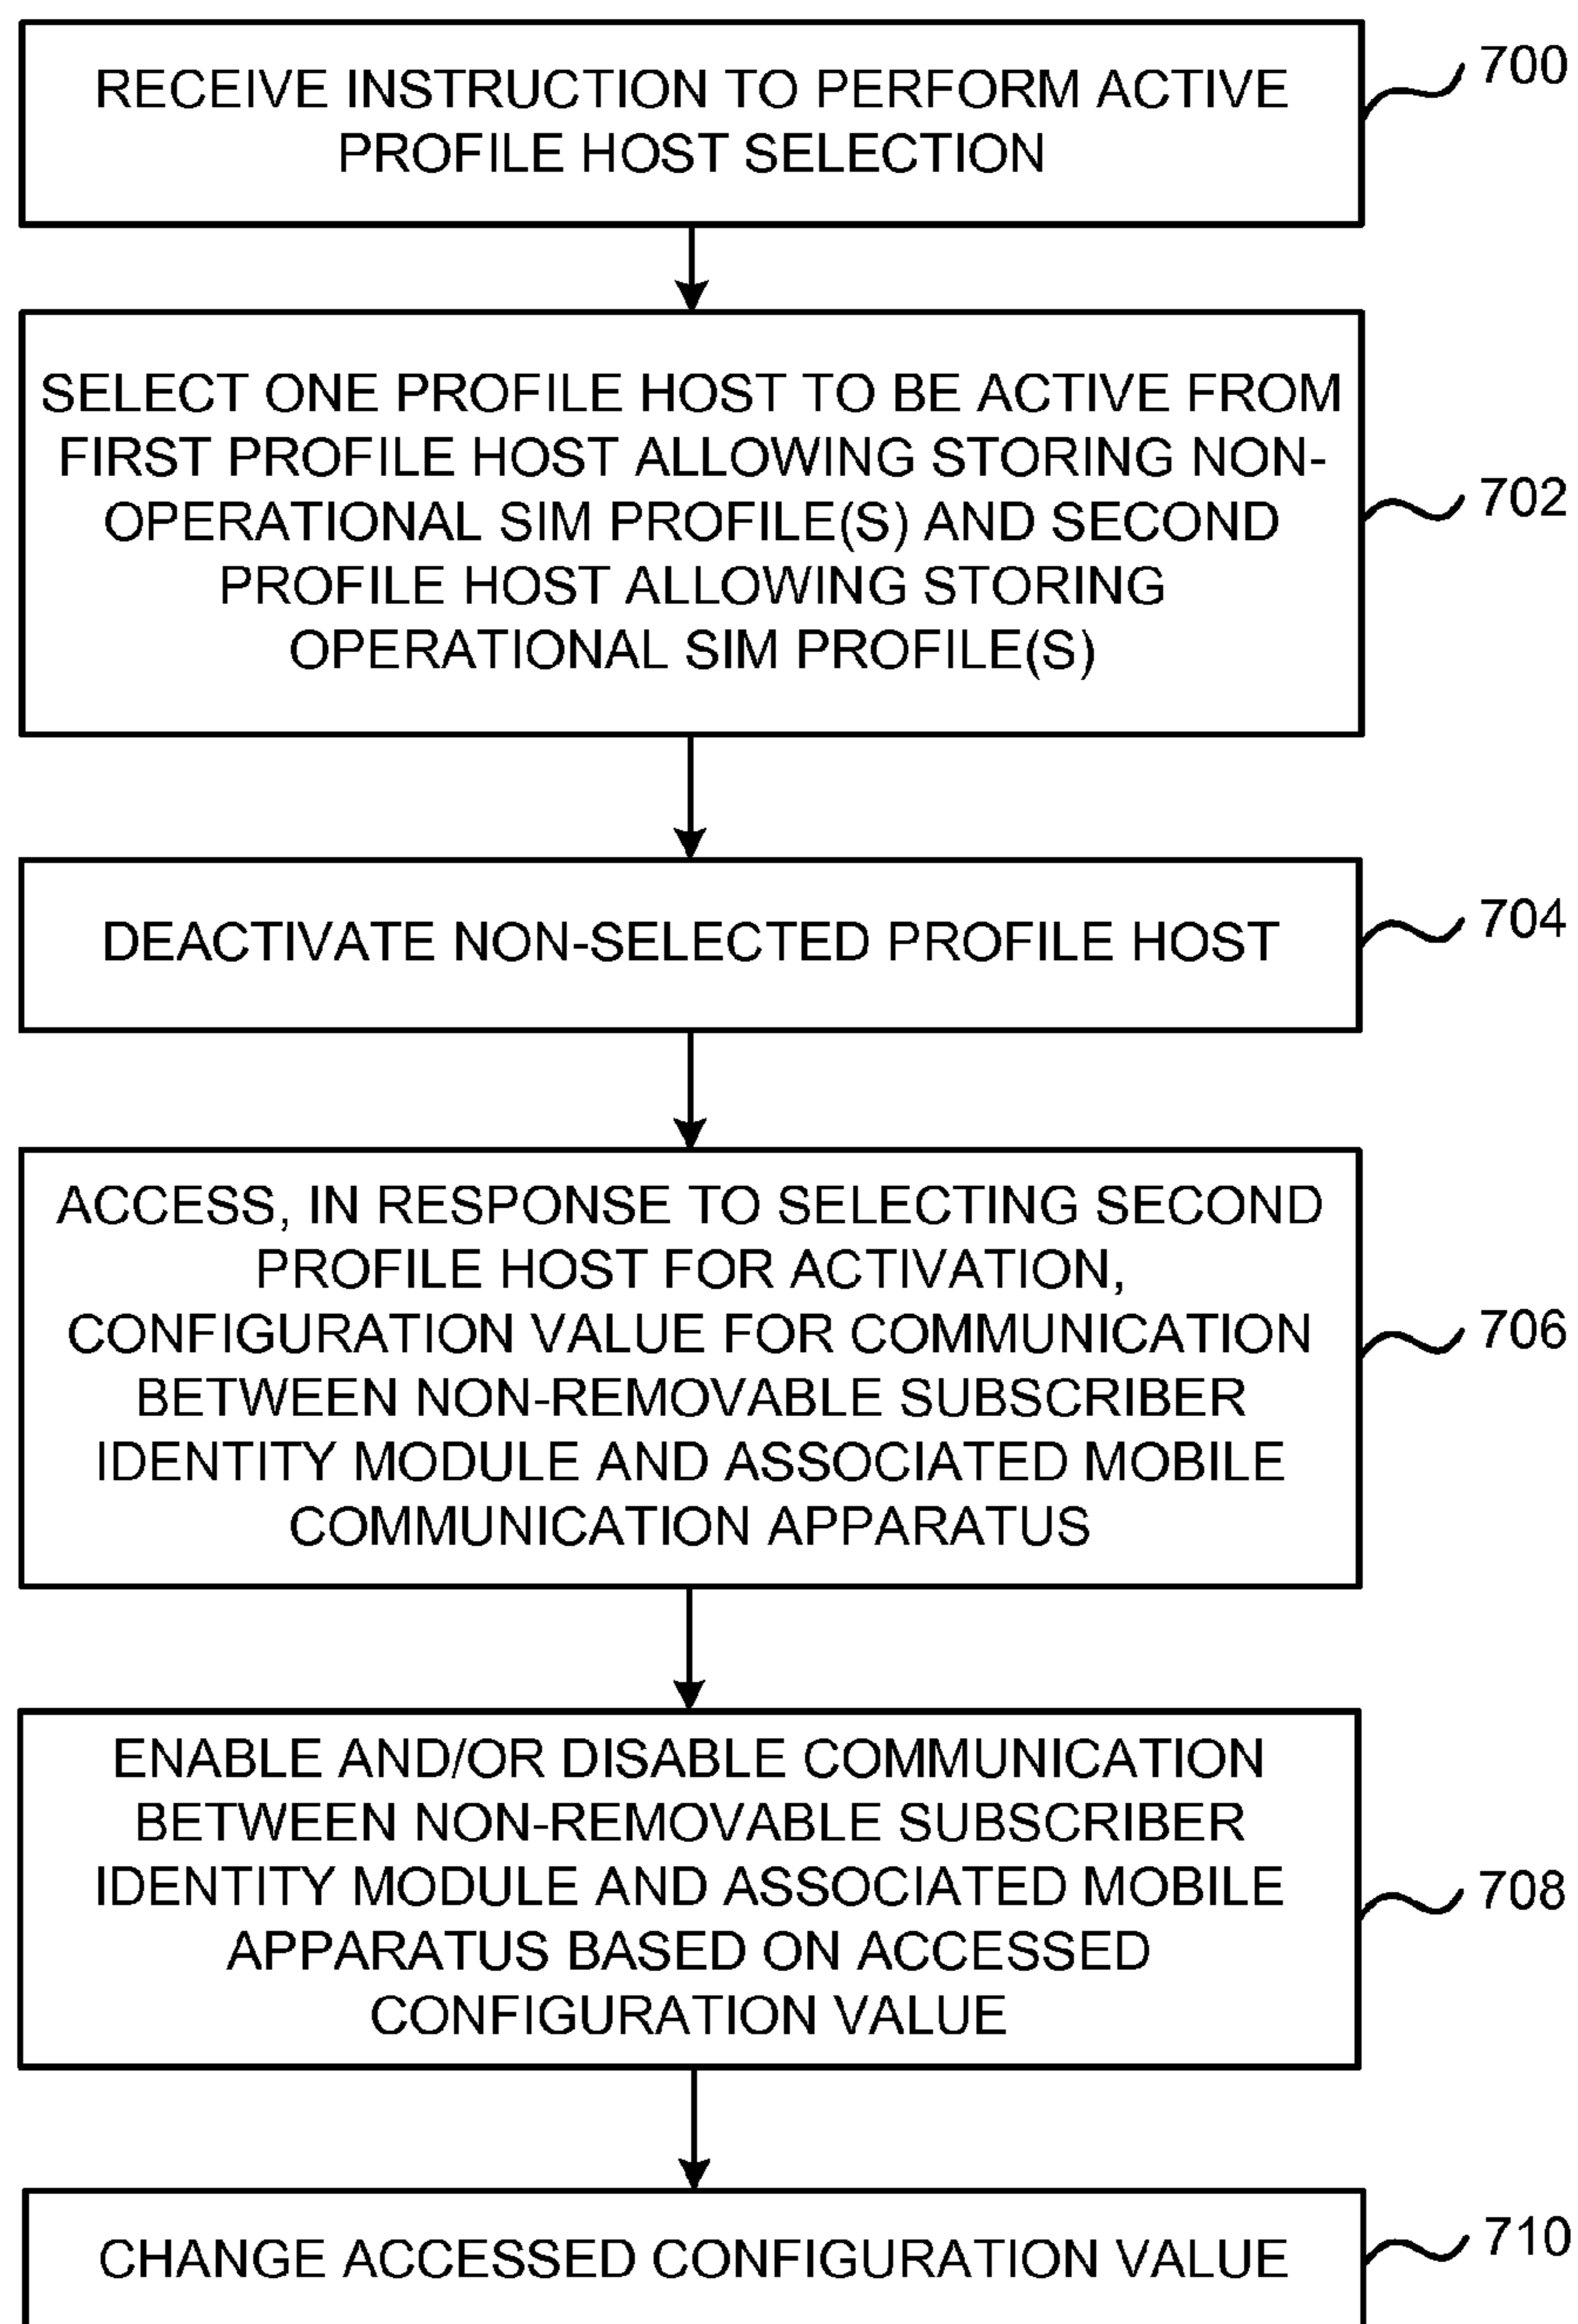 RECEIVE INSTRUCTION TO PERFORM ACTIVE
PROFILE HOST SELECTION
700
SELECT ONE PROFILE HOST TO BE ACTIVE FROM
FIRST PROFILE HOST ALLOWING STORING NON-
OPERATIONAL SIM PROFILE(S) AND SECOND
PROFILE HOST ALLOWING STORING
OPERATIONAL SIM PROFILE(S)
702
DEACTIVATE NON-SELECTED PROFILE HOST
704
ACCESS, IN RESPONSE TO SELECTING SECOND
PROFILE HOST FOR ACTIVATION,
CONFIGURATION VALUE FOR COMMUNICATION
BETWEEN NON-REMOVABLE SUBSCRIBER
IDENTITY MODULE AND ASSOCIATED MOBILE
COMMUNICATION APPARATUS
706
ENABLE AND/OR DISABLE COMMUNICATION
BETWEEN NON-REMOVABLE SUBSCRIBER
IDENTITY MODULE AND ASSOCIATED MOBILE
APPARATUS BASED ON ACCESSED
CONFIGURATION VALUE
708
CHANGE ACCESSED CONFIGURATION VALUE
710